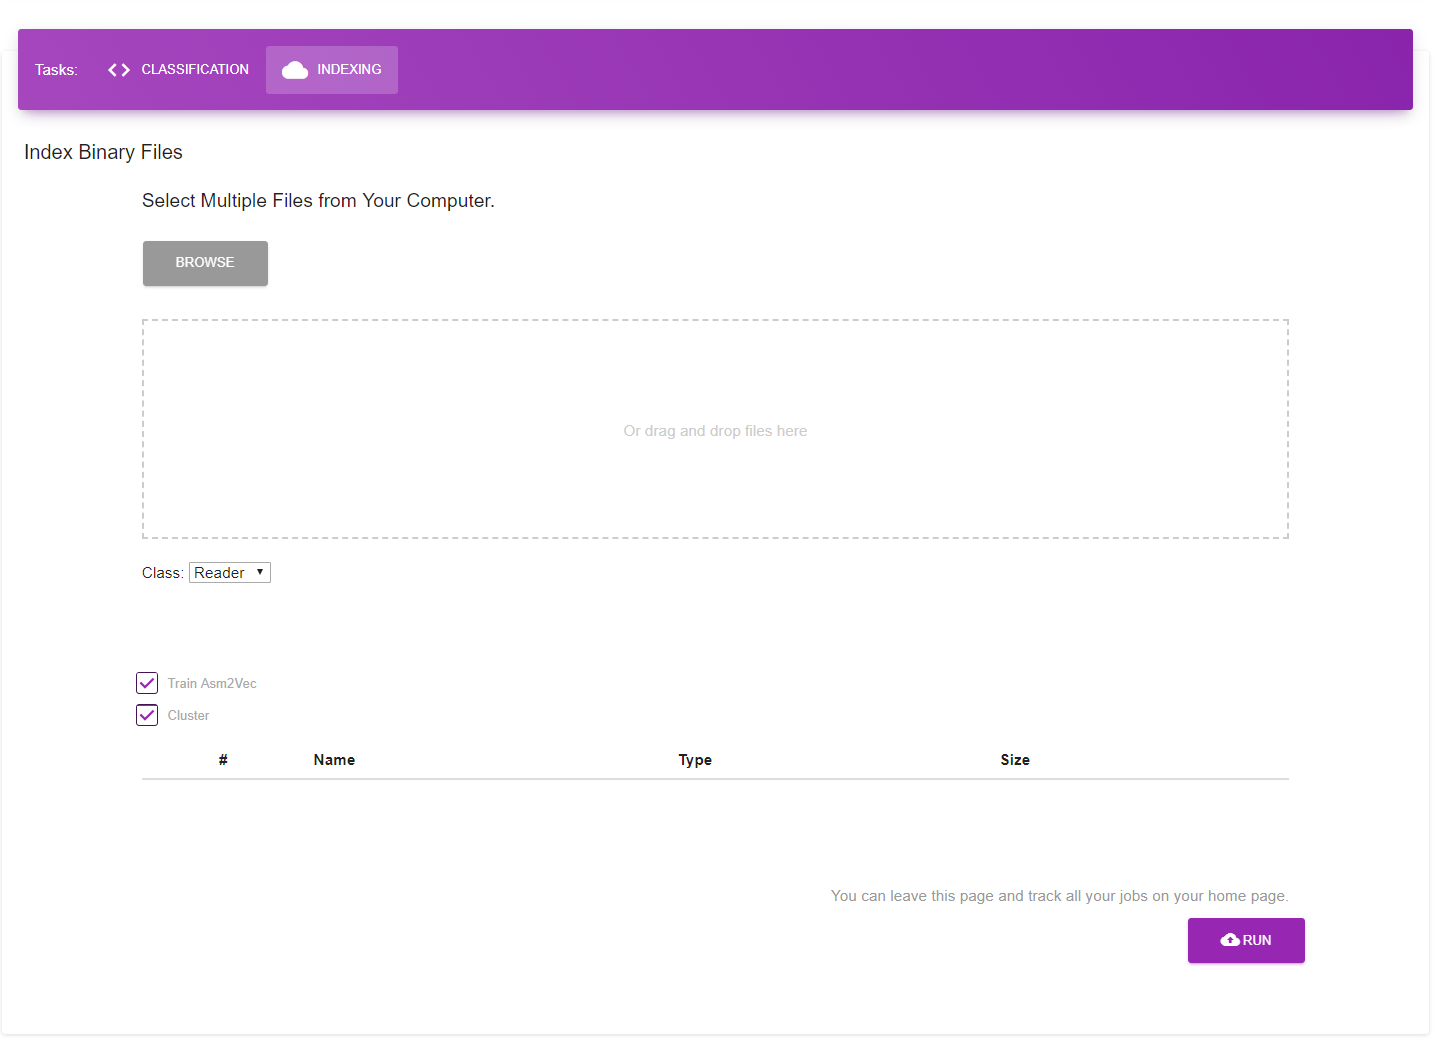 Tasks: CLASSIFICATION INDEXING
Index Binary Files
Select Multiple Files from Your Computer.
BROWSE
Or drag and drop files here
Class: Reader
Train Asm2Vec
Cluster
# Name Type Size
You can leave this page and track all your jobs on your home page.
RUN